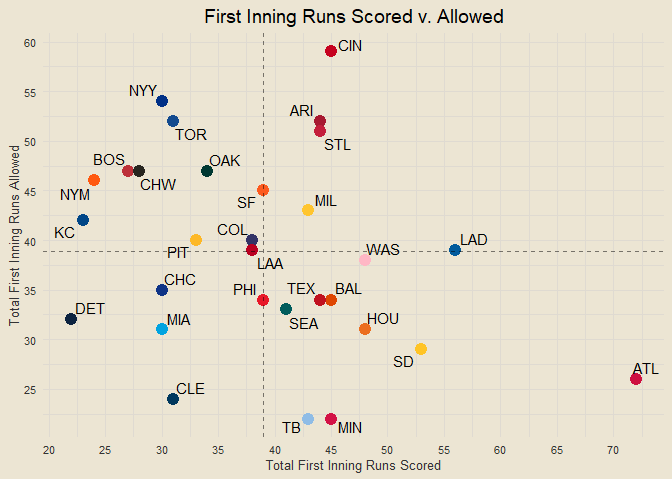 First Inning Runs Scored v. Allowed
60
CIN
55
NYY
ARI
TOR
STL
50
BOS
OAK
CHW
45
NYM
SF
MIL
KC
COL
LAD
40
PIT
WAS
LAA
35
CHC
PHI
TEX
BAL
DET
MIA
SEA
HOU
30
SD
ATL
25
CLE
TB
MIN
20 25 30 35 40 45 50 55 60 65 70
Total First Inning Runs Scored
Total First Inning Runs Allowed